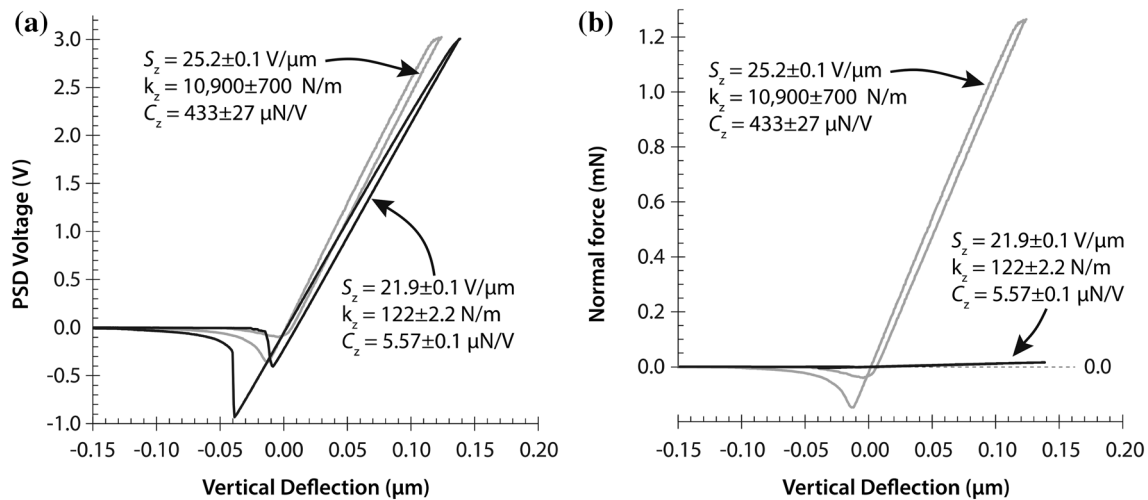 (a)
3.0
2.5
2.0
1.5
1.0
0.5
0.0
-0.5
-1.0
PSD Voltage (V)
S_z = 25.2±0.1 V/µm
k_z = 10,900±700 N/m
C_z = 433±27 µN/V
S_z = 21.9±0.1 V/µm
k_z = 122±2.2 N/m
C_z = 5.57±0.1 µN/V
-0.15 -0.10 -0.05 0.00 0.05 0.10 0.15 0.20
Vertical Deflection (µm)
(b)
1.2
1.0
0.8
0.6
0.4
0.2
0.0
Normal force (mN)
S_z = 25.2±0.1 V/µm
k_z = 10,900±700 N/m
C_z = 433±27 µN/V
S_z = 21.9±0.1 V/µm
k_z = 122±2.2 N/m
C_z = 5.57±0.1 µN/V
0.0
-0.15 -0.10 -0.05 0.00 0.05 0.10 0.15 0.20
Vertical Deflection (µm)